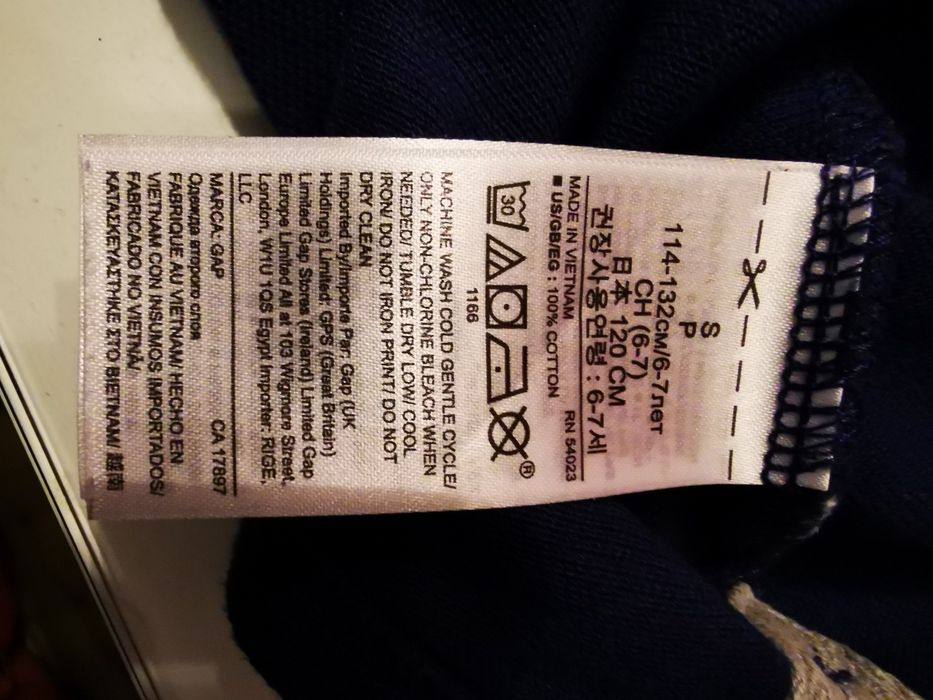 S
P
114-132CM/6-7лет
CH (6-7)
日本 120 CM
권장사용연령 : 6-7세
MADE IN VIETNAM RN 54023
■ US/GB/EG : 100% COTTON
30
®
1166
MACHINE WASH COLD GENTLE CYCLE/
ONLY NON-CHLORINE BLEACH WHEN
NEEDED/ TUMBLE DRY LOW/ COOL
IRON/ DO NOT IRON PRINT/ DO NOT
DRY CLEAN
Imported By/Importe Par: Gap (UK
Holdings) Limited; GPS (Great Britain)
Limited Gap Stores (Ireland) Limited Gap
Europe Limited All at 103 Wigmore Street,
London, W1U 1QS Egypt Importer: RIGE,
LLC
MARCA. GAP CA 17897
FABRIQUE AU VIETNAM/ HECHO EN
VIETNAM CON INSUMOS IMPORTADOS/
FABRICADO NO VIETNÃ/
ΚΑΤΑΣΚΕΥΑΣΤΗΚΕ ΣΤΟ ΒΙΕΤΝΑΜ/ 越南